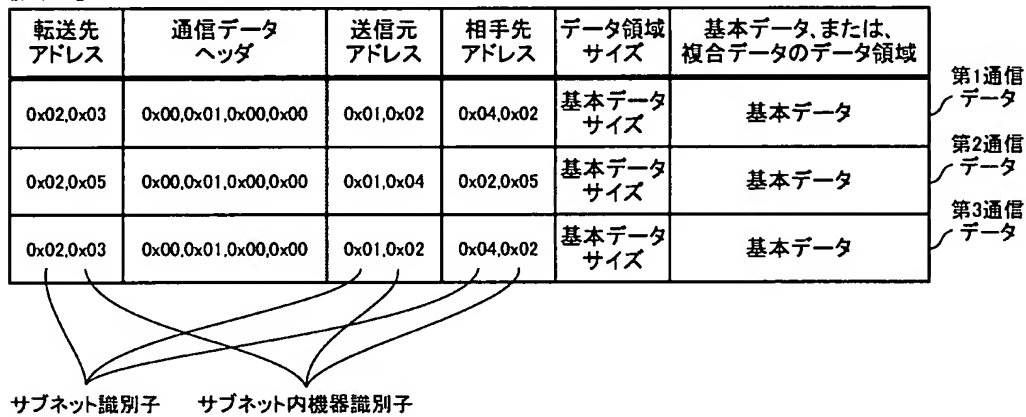 転送先
アドレス
通信データ
ヘッダ
送信元
アドレス
相手先
アドレス
データ領域
サイズ
基本データ、または、
複合データのデータ領域
0x02,0x03
0x00,0x01,0x00,0x00
0x01,0x02
0x04,0x02
基本データ
サイズ
基本データ
第1通信
データ
0x02,0x05
0x00,0x01,0x00,0x00
0x01,0x04
0x02,0x05
基本データ
サイズ
基本データ
第2通信
データ
0x02,0x03
0x00,0x01,0x00,0x00
0x01,0x02
0x04,0x02
基本データ
サイズ
基本データ
第3通信
データ
サブネット識別子
サブネット内機器識別子